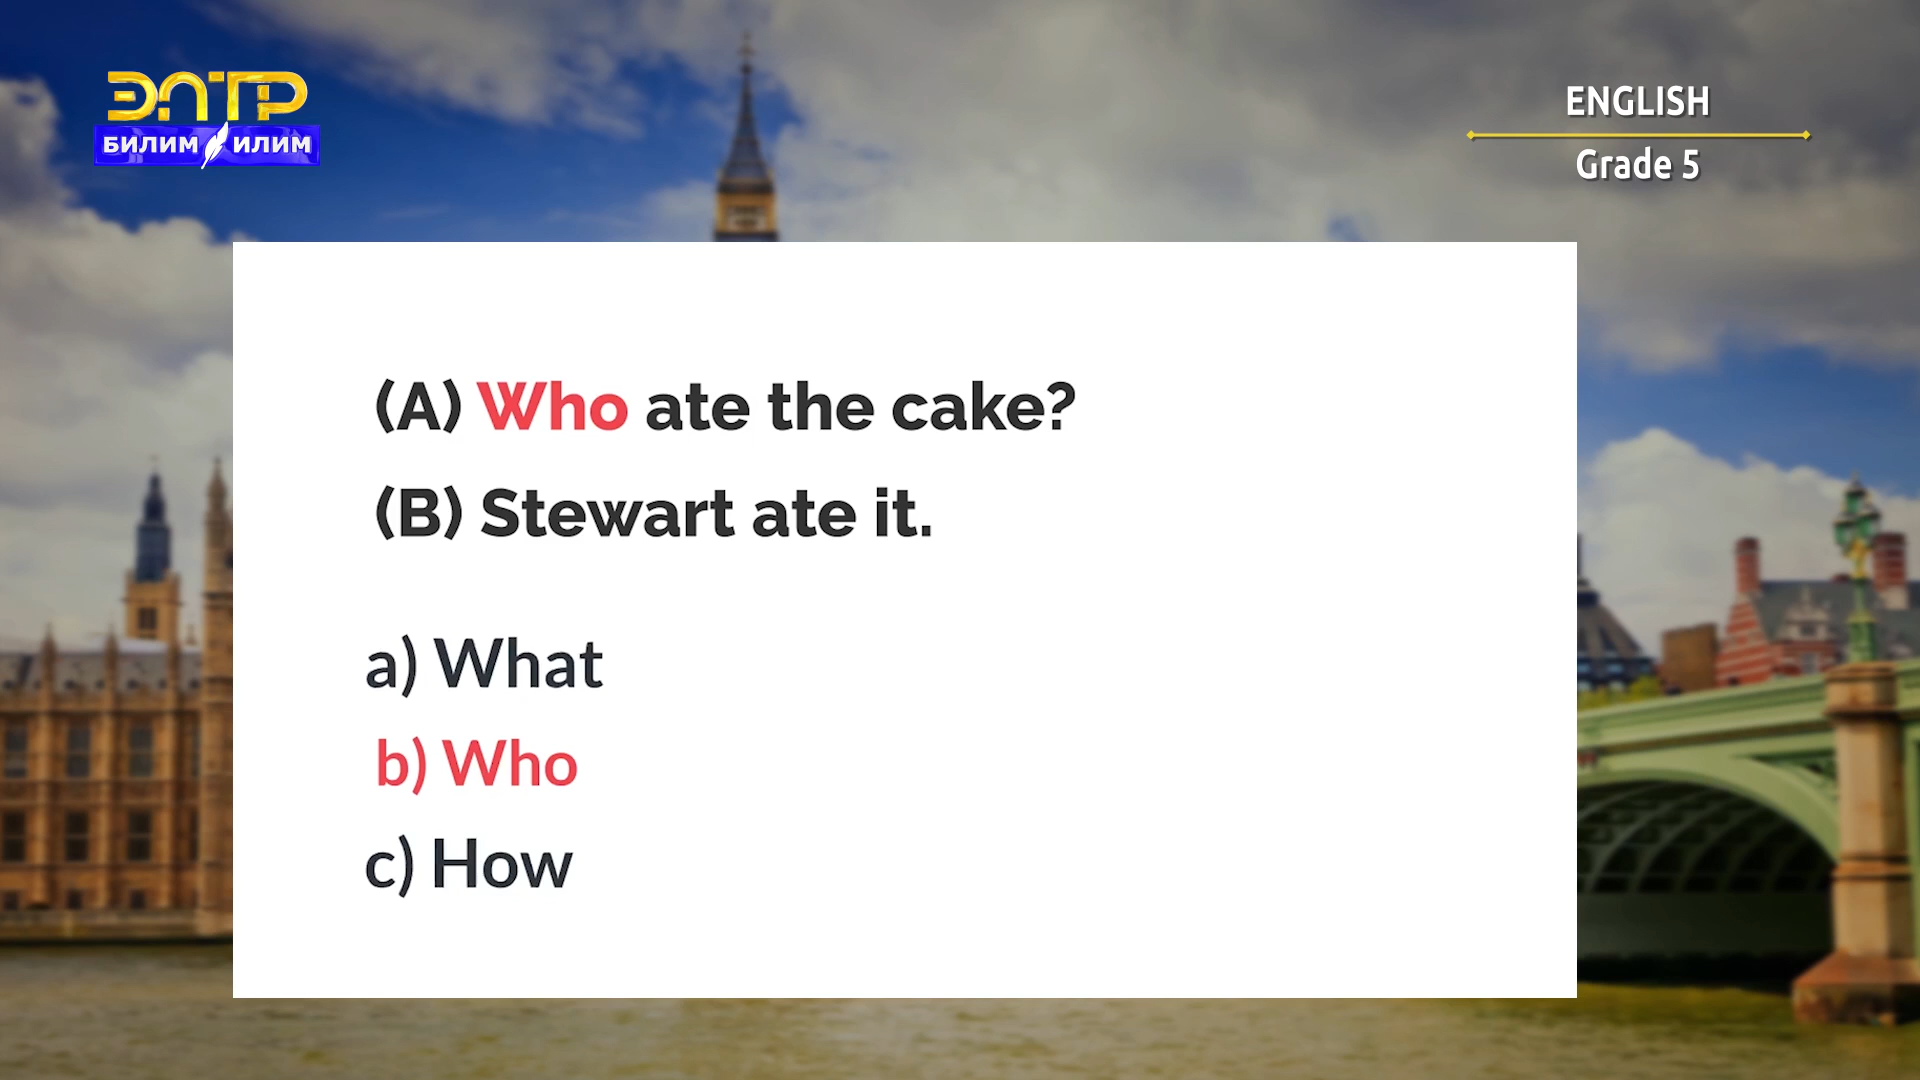 ЭЛТР
БИЛИМ ИЛИМ
ENGLISH
Grade 5
(A) Who ate the cake?
(B) Stewart ate it.
a) What
b) Who
c) How